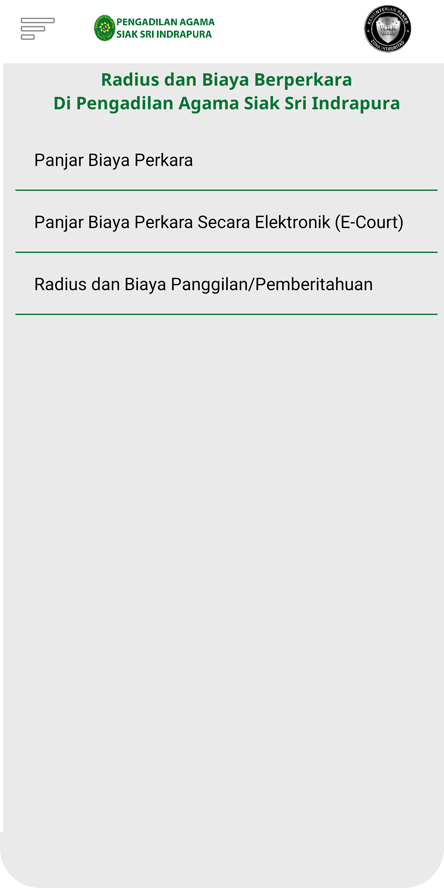 PENGADILAN AGAMA
SIAK SRI INDRAPURA
Radius dan Biaya Berperkara
Di Pengadilan Agama Siak Sri Indrapura
Panjar Biaya Perkara
Panjar Biaya Perkara Secara Elektronik (E-Court)
Radius dan Biaya Panggilan/Pemberitahuan